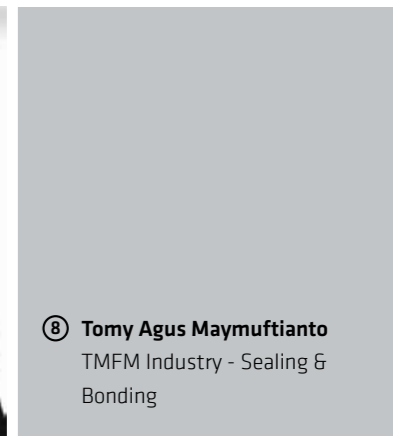 ⑧ Tomy Agus Maymuftianto
TMFM Industry - Sealing &
Bonding